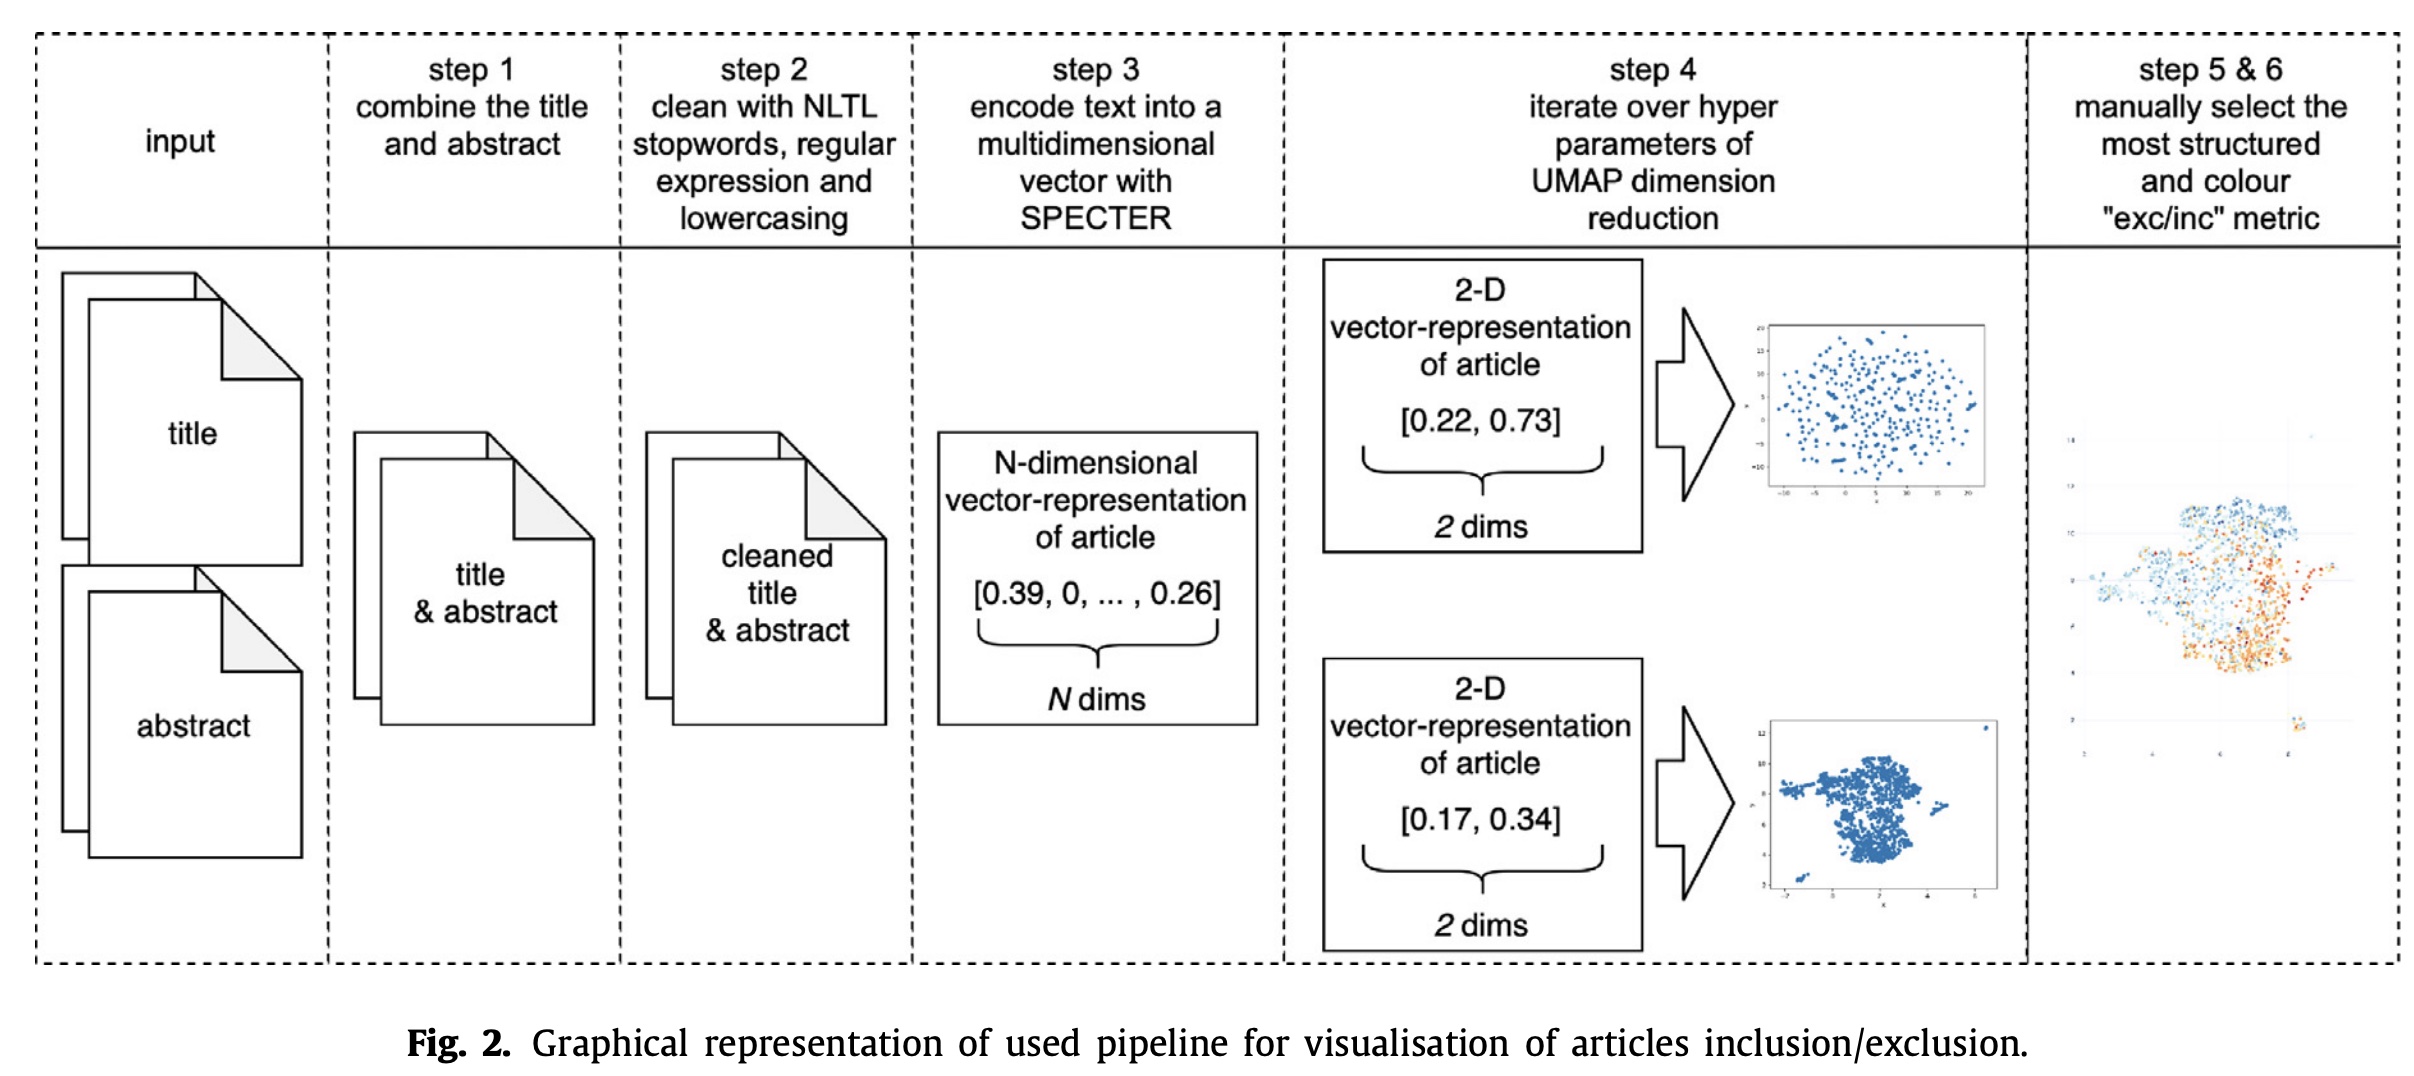 input
step 1
combine the title
and abstract
step 2
clean with NLTL
stopwords, regular
expression and
lowercasing
step 3
encode text into a
multidimensional
vector with
SPECTER
step 4
iterate over hyper
parameters of
UMAP dimension
reduction
step 5 & 6
manually select the
most structured
and colour
"exc/inc" metric
title
abstract
title
& abstract
cleaned
title
& abstract
N-dimensional
vector-representation
of article
[0.39, 0, ... , 0.26]
N dims
2-D
vector-representation
of article
[0.22, 0.73]
2 dims
2-D
vector-representation
of article
[0.17, 0.34]
2 dims
Fig. 2. Graphical representation of used pipeline for visualisation of articles inclusion/exclusion.